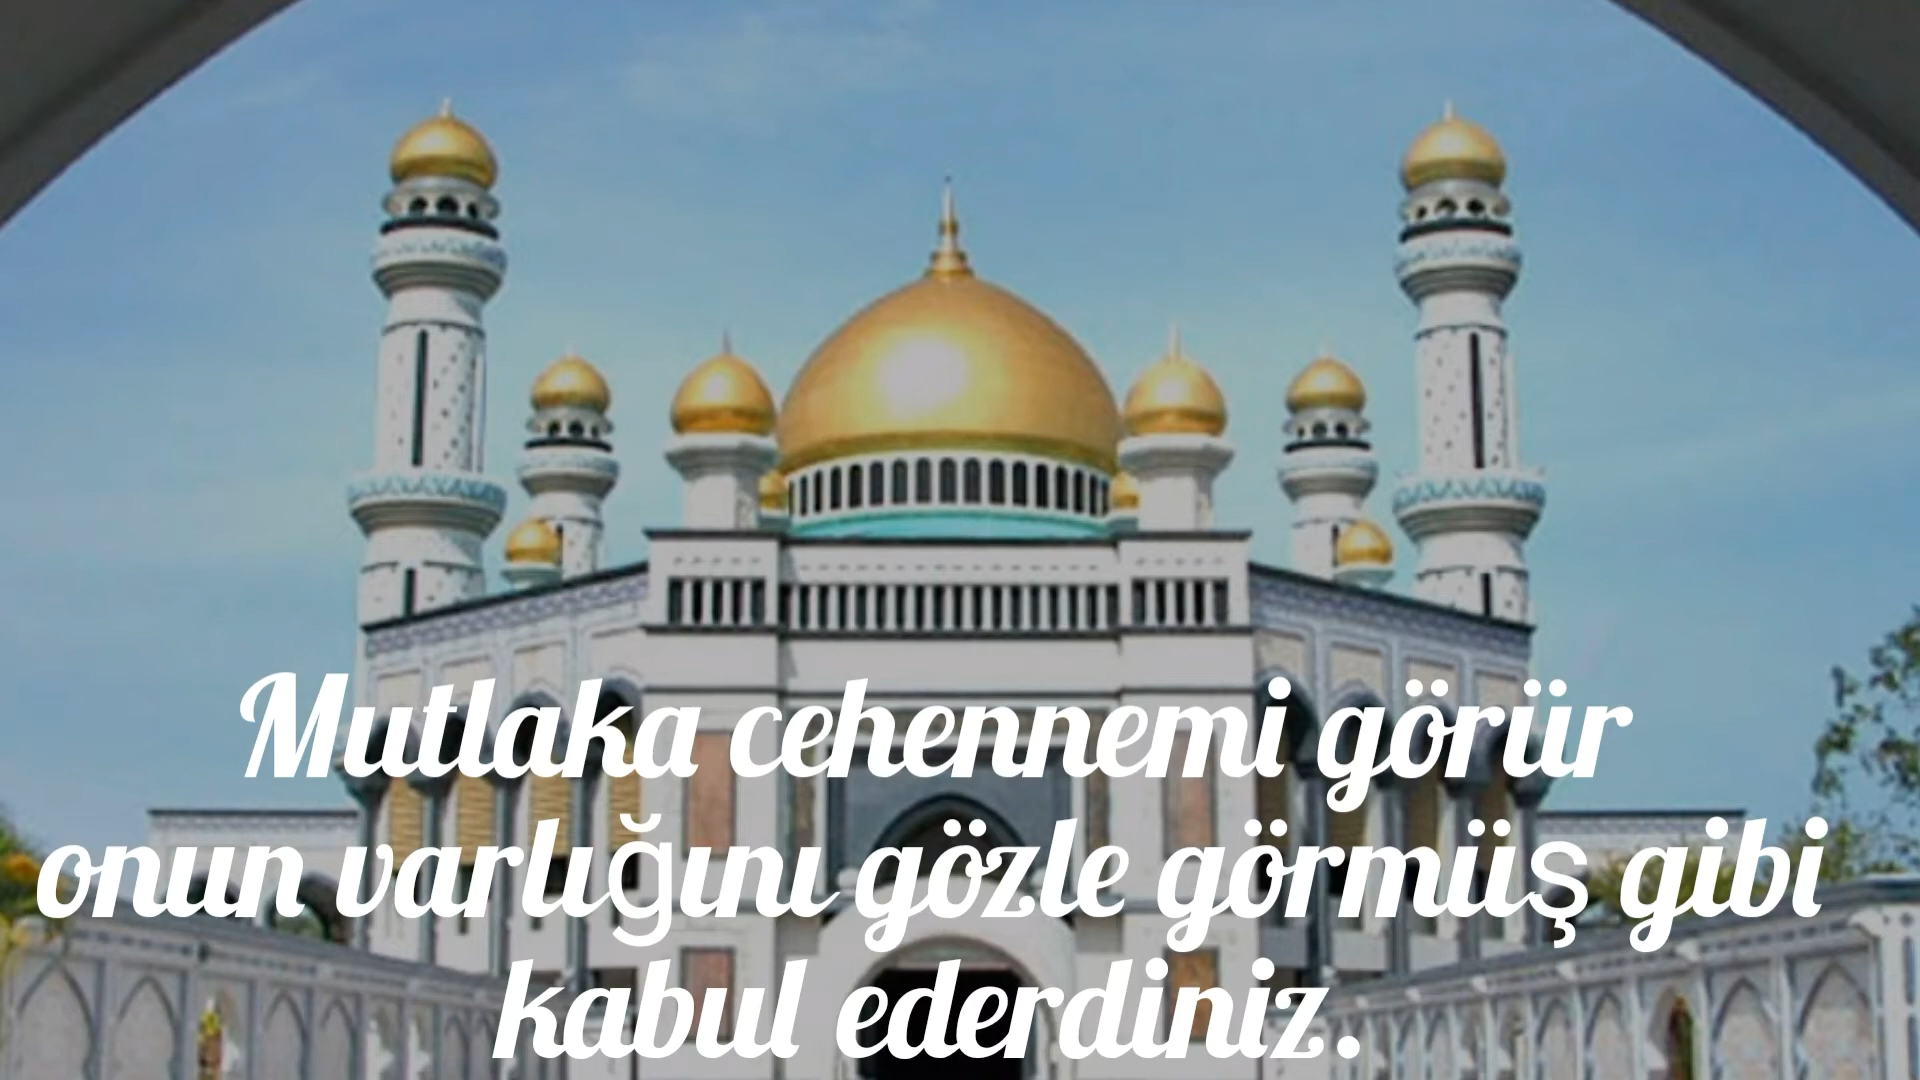 Mutlaka cehennemi görür
onun varlığını gözle görmüş gibi
kabul ederdiniz.